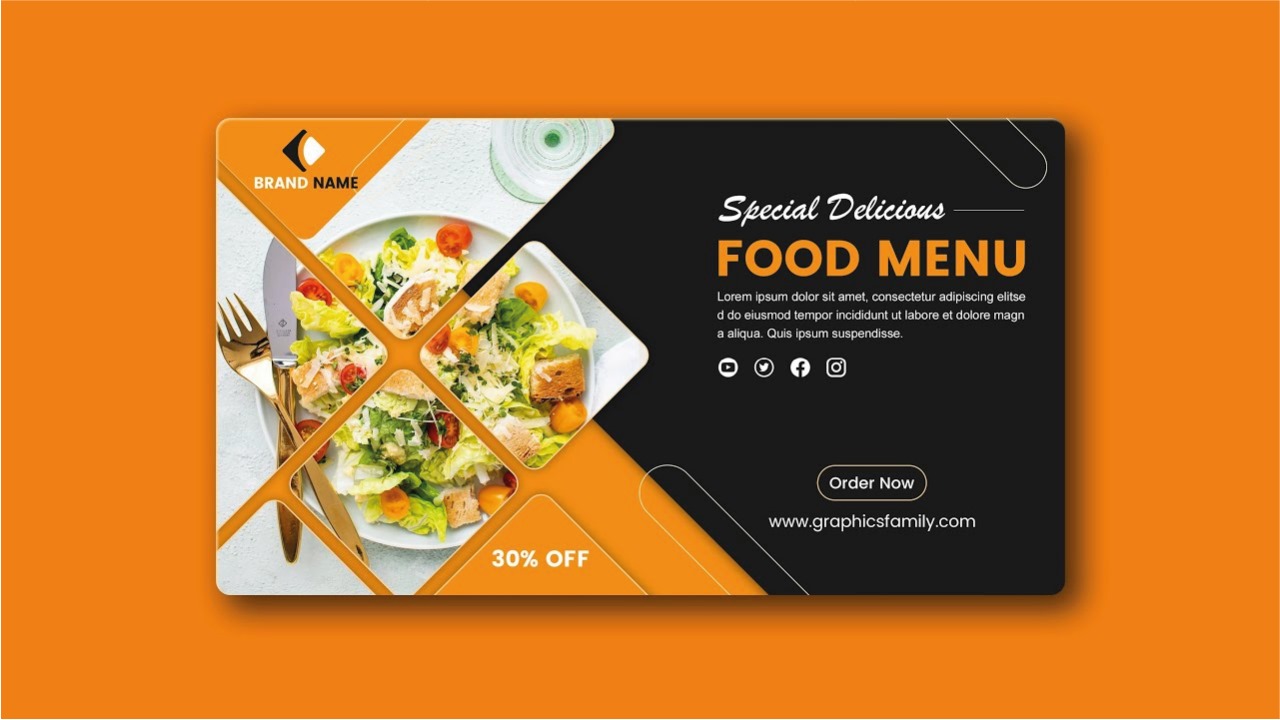 BRAND NAME
Special Delicious
FOOD MENU
Lorem ipsum dolor sit amet, consectetur adipiscing elitse
d do eiusmod tempor incididunt ut labore et dolore magn
a aliqua. Quis ipsum suspendisse.
Order Now
www.graphicsfamily.com
30% OFF